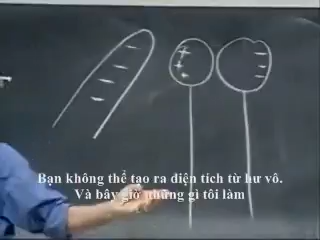 Bạn không thể tạo ra điện tích từ hư vô.
Và bây giờ những gì tôi làm